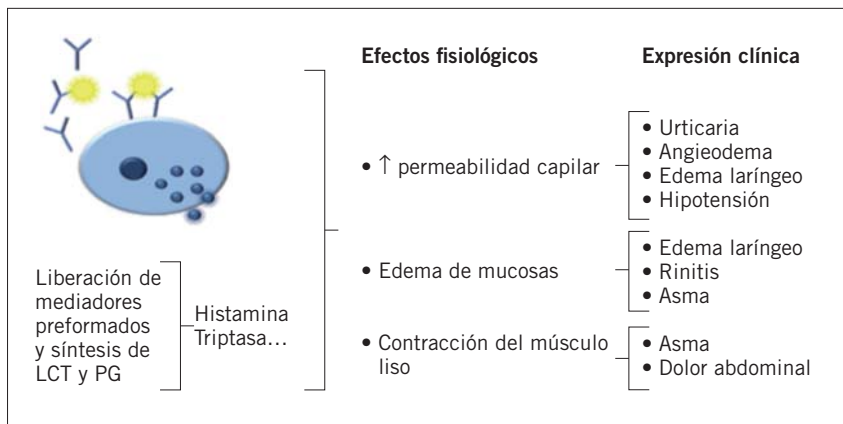 Efectos fisiológicos
Expresión clínica
• ↑ permeabilidad capilar
• Urticaria
• Angieodema
• Edema laríngeo
• Hipotensión
• Edema de mucosas
• Edema laríngeo
• Rinitis
• Asma
Liberación de
mediadores
preformados
y síntesis de
LCT y PG
Histamina
Triptasa…
• Contracción del músculo
liso
• Asma
• Dolor abdominal